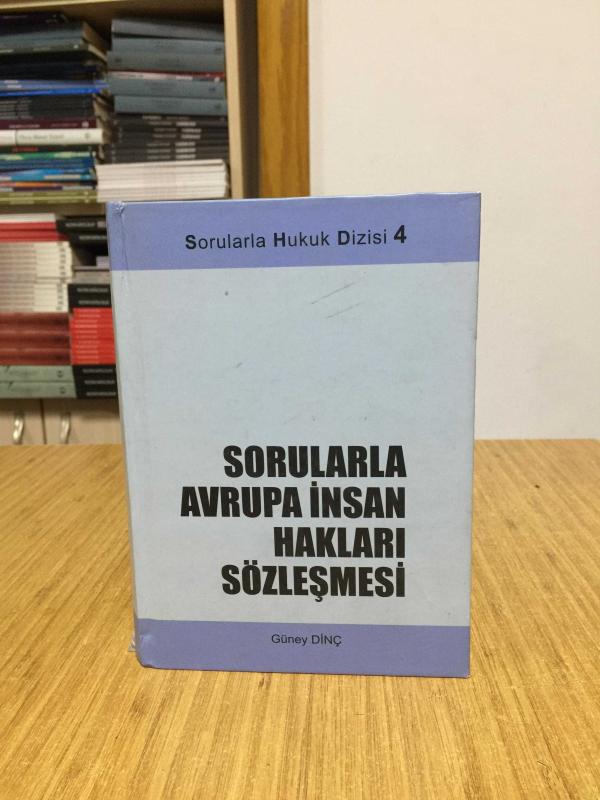 Sorularla Hukuk Dizisi 4
SORULARLA
AVRUPA İNSAN
HAKLARI
SÖZLEŞMESİ
Güney DİNÇ